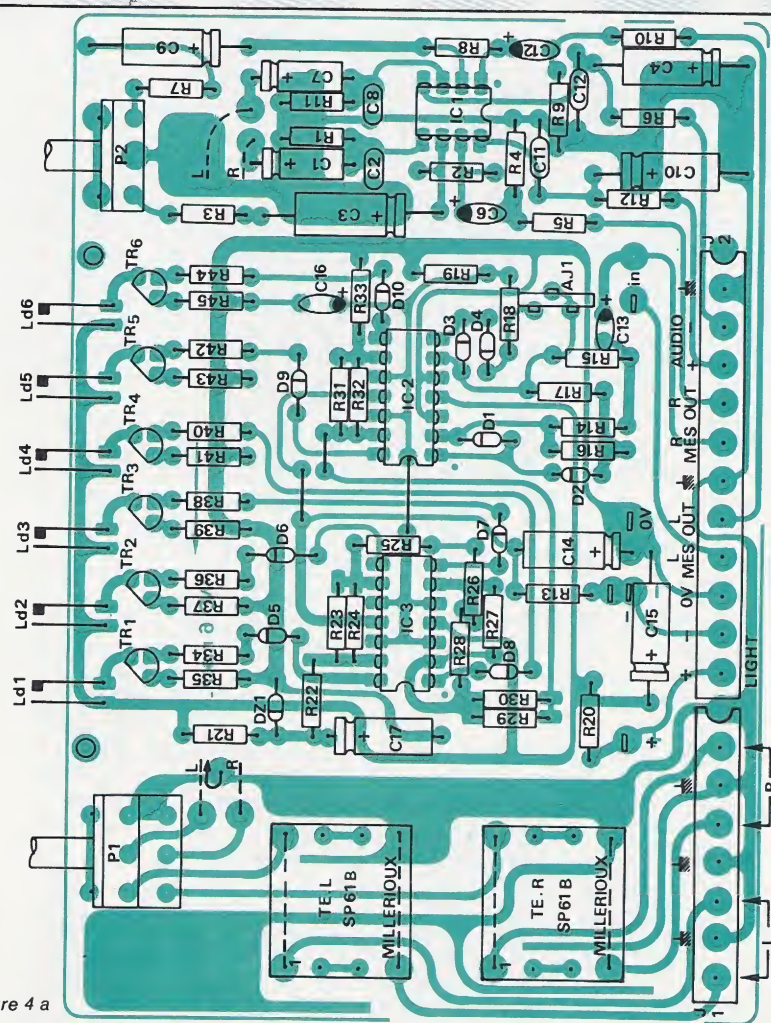 C9
R7
P2
R3
C7
R11
R1
C1
L
R
C8
C2
C3
R8
IC1
R2
C6
C12
R9
C12
R4
C11
R5
R10
C4
R6
C10
R12
Ld6
TR6
R44
R45
Ld5
TR5
R42
R43
Ld4
TR4
R40
R41
Ld3
TR3
R38
R39
Ld2
TR2
R36
R37
Ld1
TR1
R34
R35
C16
R33
D10
R19
D9
R31
R32
IC-2
D3
D4
R18
AJ1
C13
in
R15
R17
D1
R14
R16
D2
D6
R25
D7
D5
R23
R24
IC-3
R26
R27
R28
D8
C14
R13
0V
C15
DZ1
R22
R21
C17
R30
R29
R20
+
P1
L
R
1
TE.L
SP61B
MILLERIOUX
1
TE.R
SP61B
MILLERIOUX
J2
- AUDIO +
R R
MES OUT
L L
MES OUT
0V - +
LIGHT
R
L
J1
re 4 a